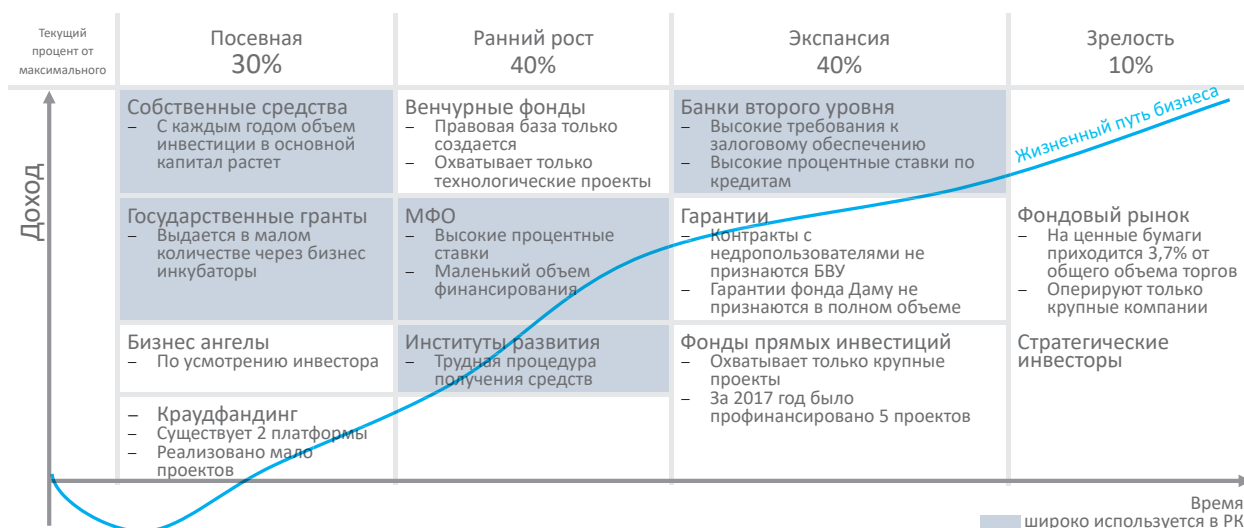 Текущий
процент от
максимального
Посевная
30%
Ранний рост
40%
Экспансия
40%
Зрелость
10%
Доход
Собственные средства
– С каждым годом объем
инвестиции в основной
капитал растет
Венчурные фонды
– Правовая база только
создается
– Охватывает только
технологические проекты
Банки второго уровня
– Высокие требования к
залоговому обеспечению
– Высокие процентные ставки по
кредитам
Жизненный путь бизнеса
Государственные гранты
– Выдается в малом
количестве через бизнес
инкубаторы
МФО
– Высокие процентные
ставки
– Маленький объем
финансирования
Гарантии
– Контракты с
недропользователями не
признаются БВУ
– Гарантии фонда Даму не
признаются в полном объеме
Фондовый рынок
– На ценные бумаги
приходится 3,7% от
общего объема торгов
– Оперируют только
крупные компании
Бизнес ангелы
– По усмотрению инвестора
Институты развития
– Трудная процедура
получения средств
Фонды прямых инвестиций
– Охватывает только крупные
проекты
– За 2017 год было
профинансировано 5 проектов
Стратегические
инвесторы
– Краудфандинг
– Существует 2 платформы
– Реализовано мало
проектов
Время
широко используется в РК